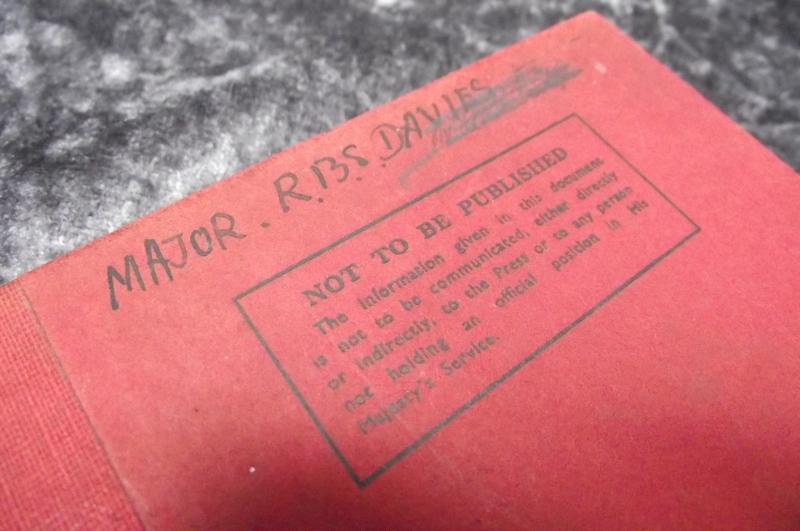 MAJOR. R.B.S. DAVIES
NOT TO BE PUBLISHED
The information given in this document
is not to be communicated, either directly
or indirectly, to the Press or to any person
not holding an official position in His
Majesty's Service.